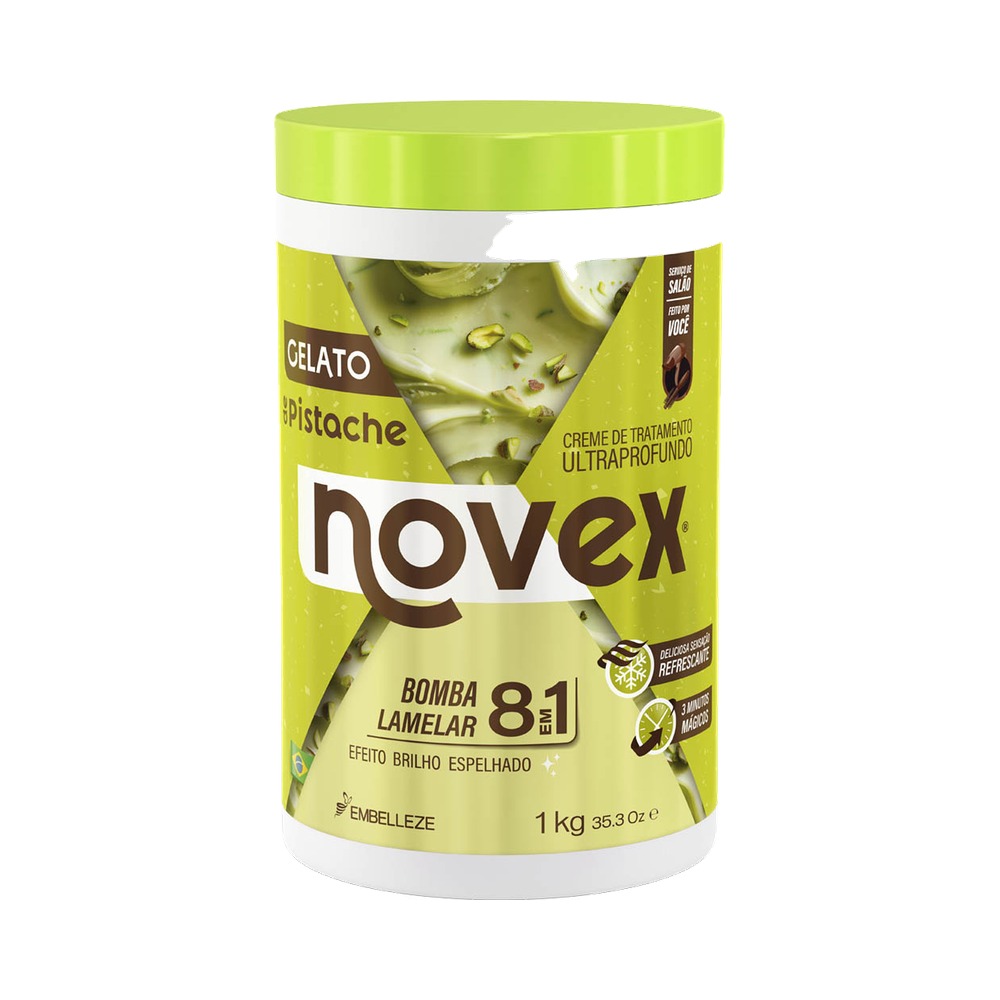 SERVIÇO DE
SALÃO
FEITO POR
VOCÊ
GELATO
DE Pistache
CREME DE TRATAMENTO
ULTRAPROFUNDO
novex®
DELICIOSA SENSAÇÃO
REFRESCANTE
BOMBA
LAMELAR
8 EM 1
3 MINUTOS
MÁGICOS
EFEITO BRILHO ESPELHADO
EMBELLEZE
1 kg 35.3 Oz ℮